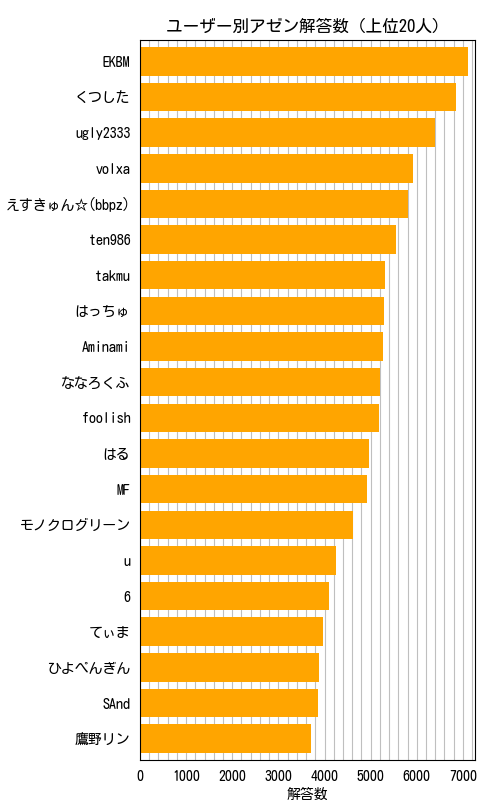 ユーザー別アゼン解答数 (上位20人)
EKBM
くつした
ugly2333
volxa
えすきゅん☆(bbpz)
ten986
takmu
はっちゅ
Aminami
ななろくふ
foolish
はる
MF
モノクログリーン
u
6
てぃま
ひよぺんぎん
SAnd
鷹野リン
0 1000 2000 3000 4000 5000 6000 7000
解答数